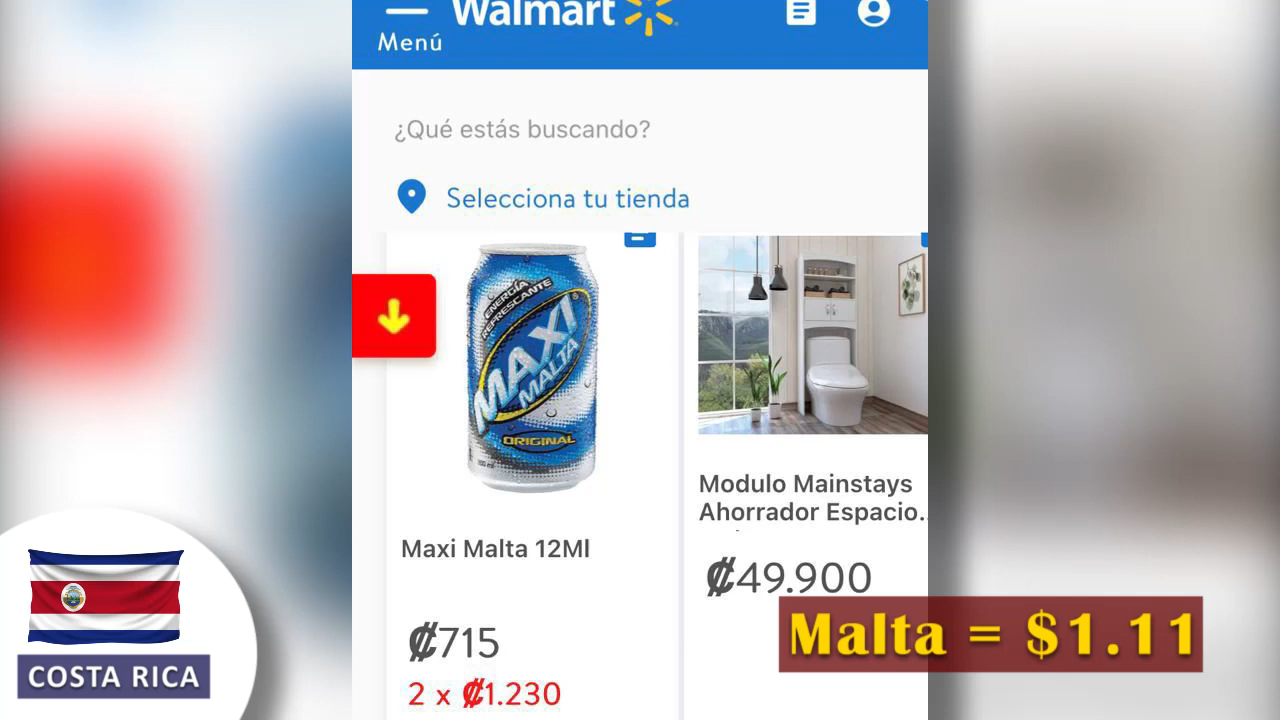 Walmart
Menú
¿Qué estás buscando?
Selecciona tu tienda
ENERGÍA
REFRESCANTE
MAXI
MALTA
ORIGINAL
Maxi Malta 12Ml
₡715
2 x ₡1.230
Modulo Mainstays
Ahorrador Espacio..
₡49.900
Malta = $1.11
COSTA RICA